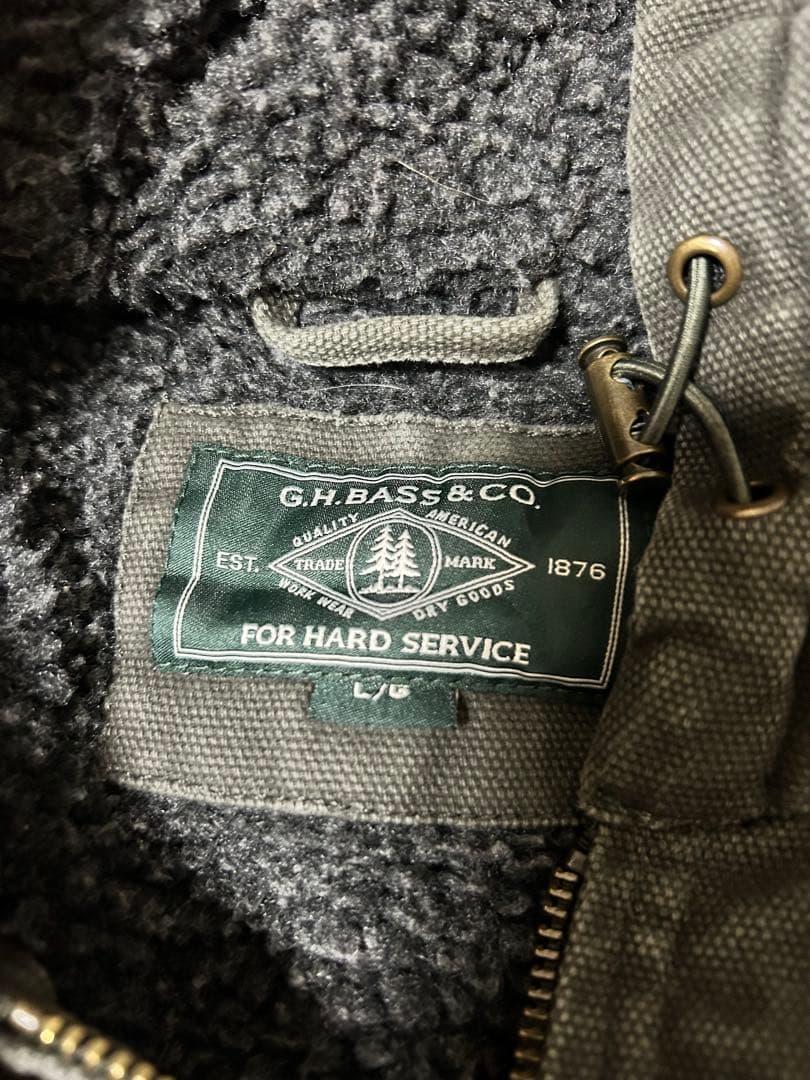 G.H.BASS & CO.
QUALITY AMERICAN
EST. TRADE MARK 1876
WORK WEAR DRY GOODS
FOR HARD SERVICE
L/G